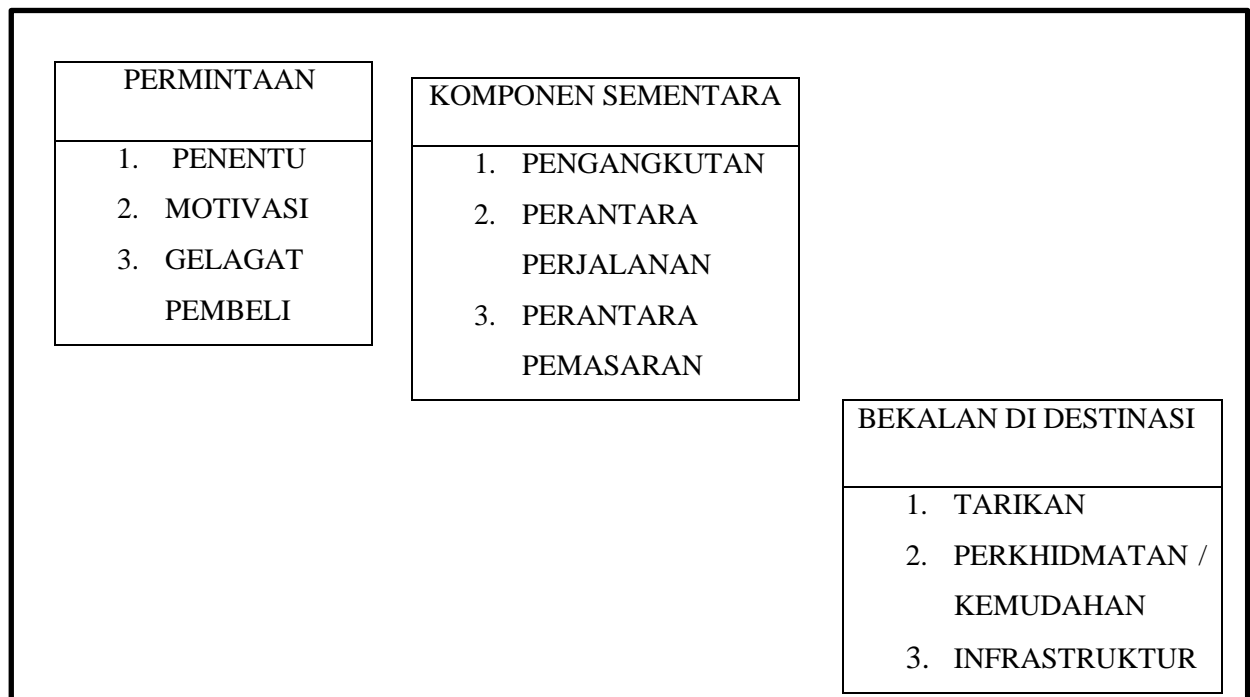 PERMINTAAN
1. PENENTU
2. MOTIVASI
3. GELAGAT
PEMBELI
KOMPONEN SEMENTARA
1. PENGANGKUTAN
2. PERANTARA
PERJALANAN
3. PERANTARA
PEMASARAN
BEKALAN DI DESTINASI
1. TARIKAN
2. PERKHIDMATAN /
KEMUDAHAN
3. INFRASTRUKTUR